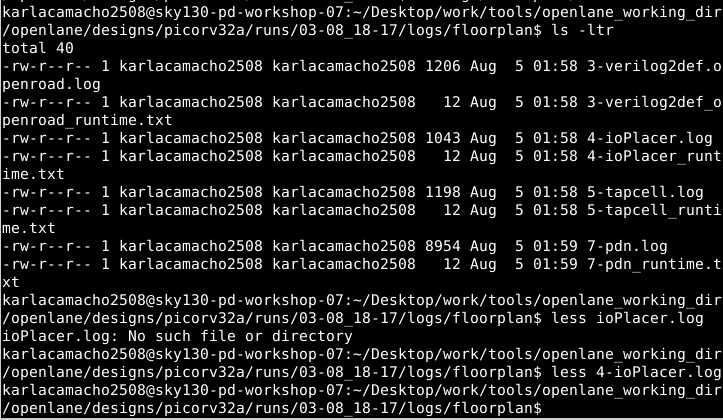 karlacamacho2508@sky130-pd-workshop-07:~/Desktop/work/tools/openlane_working_dir
/openlane/designs/picorv32a/runs/03-08_18-17/logs/floorplan$ ls -ltr
total 40
-rw-r--r-- 1 karlacamacho2508 karlacamacho2508 1206 Aug  5 01:58 3-verilog2def.o
penroad.log
-rw-r--r-- 1 karlacamacho2508 karlacamacho2508   12 Aug  5 01:58 3-verilog2def_o
penroad_runtime.txt
-rw-r--r-- 1 karlacamacho2508 karlacamacho2508 1043 Aug  5 01:58 4-ioPlacer.log
-rw-r--r-- 1 karlacamacho2508 karlacamacho2508   12 Aug  5 01:58 4-ioPlacer_runt
ime.txt
-rw-r--r-- 1 karlacamacho2508 karlacamacho2508 1198 Aug  5 01:58 5-tapcell.log
-rw-r--r-- 1 karlacamacho2508 karlacamacho2508   12 Aug  5 01:58 5-tapcell_runti
me.txt
-rw-r--r-- 1 karlacamacho2508 karlacamacho2508 8954 Aug  5 01:59 7-pdn.log
-rw-r--r-- 1 karlacamacho2508 karlacamacho2508   12 Aug  5 01:59 7-pdn_runtime.t
xt
karlacamacho2508@sky130-pd-workshop-07:~/Desktop/work/tools/openlane_working_dir
/openlane/designs/picorv32a/runs/03-08_18-17/logs/floorplan$ less ioPlacer.log
ioPlacer.log: No such file or directory
karlacamacho2508@sky130-pd-workshop-07:~/Desktop/work/tools/openlane_working_dir
/openlane/designs/picorv32a/runs/03-08_18-17/logs/floorplan$ less 4-ioPlacer.log
karlacamacho2508@sky130-pd-workshop-07:~/Desktop/work/tools/openlane_working_dir
/openlane/designs/picorv32a/runs/03-08_18-17/logs/floorplan$